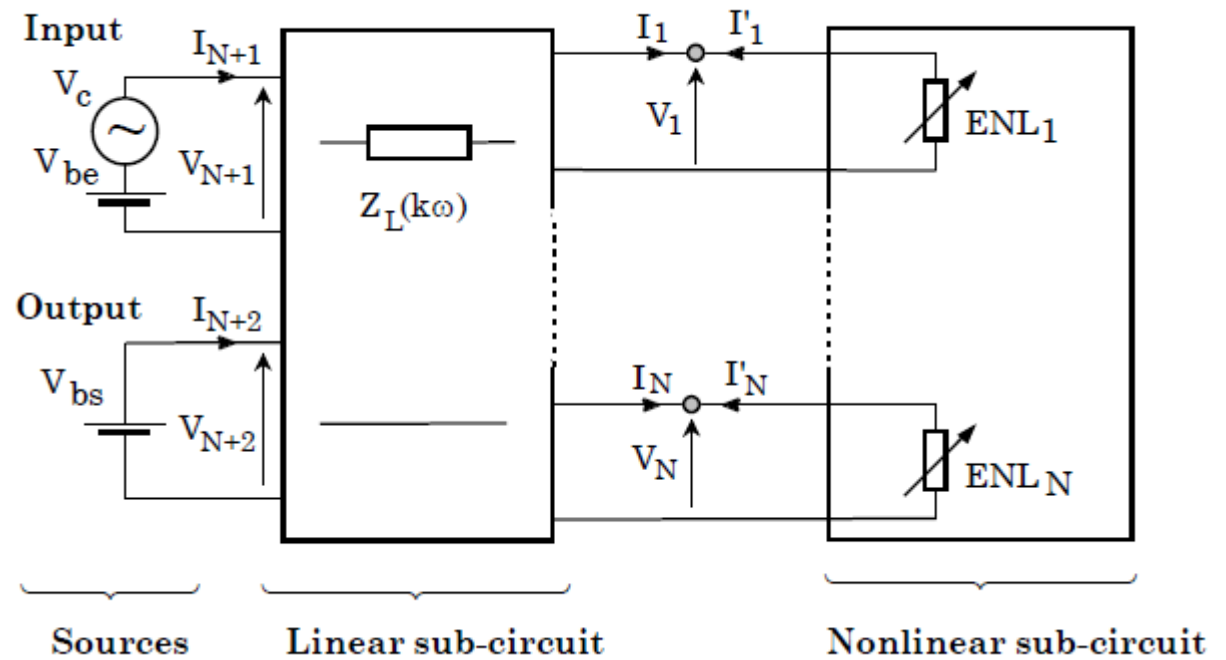 Input
I_{N+1}
V_c
V_{be}
V_{N+1}
Z_L(kω)
I_1 I'_1
V_1
ENL_1
Output
I_{N+2}
V_{bs}
V_{N+2}
I_N I'_N
V_N
ENL_N
Sources
Linear sub-circuit
Nonlinear sub-circuit